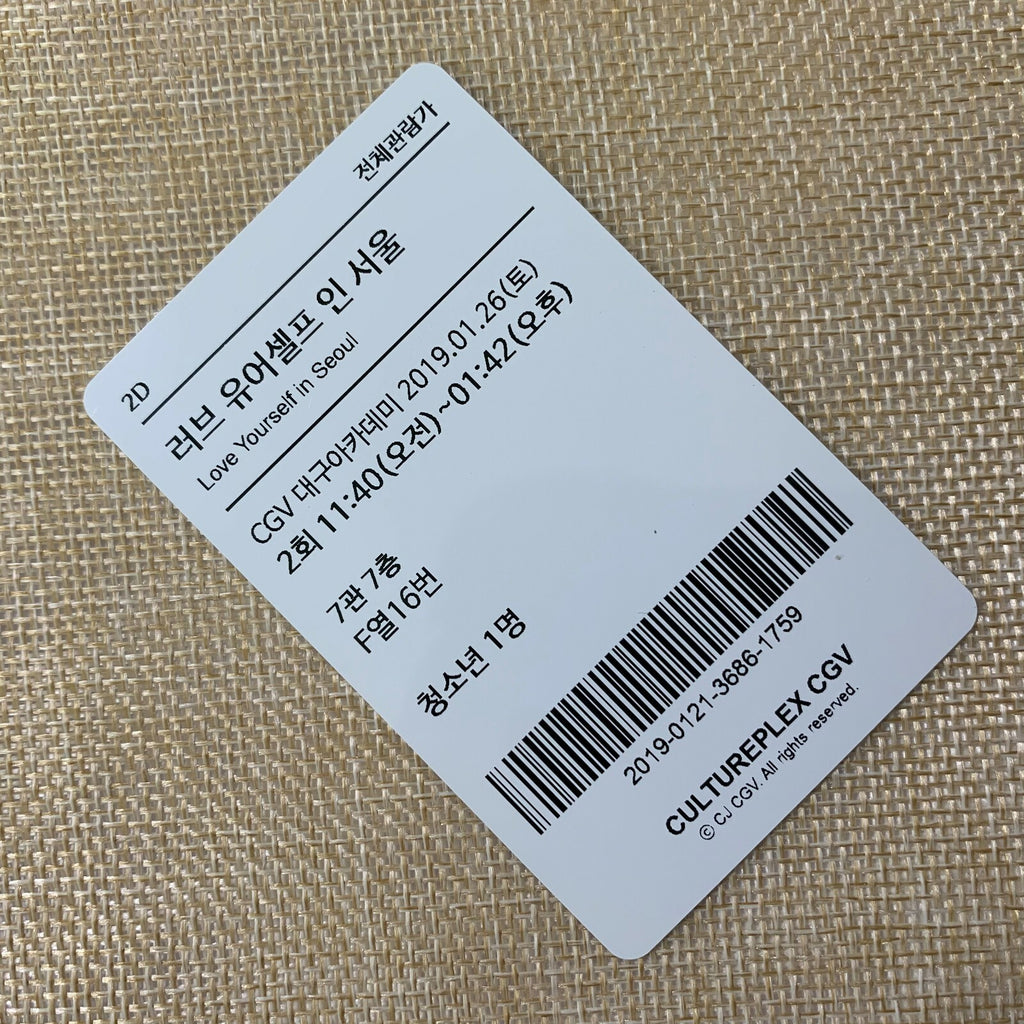 2D 전체관람가
러브 유어셀프 인 서울
Love Yourself in Seoul
CGV 대구아카데미 2019.01.26(토)
2회 11:40(오전)~01:42(오후)
7관 7층
F열16번
청소년 1명
2019-0121-3686-1759
CULTUREPLEX CGV
© CJ CGV. All rights reserved.